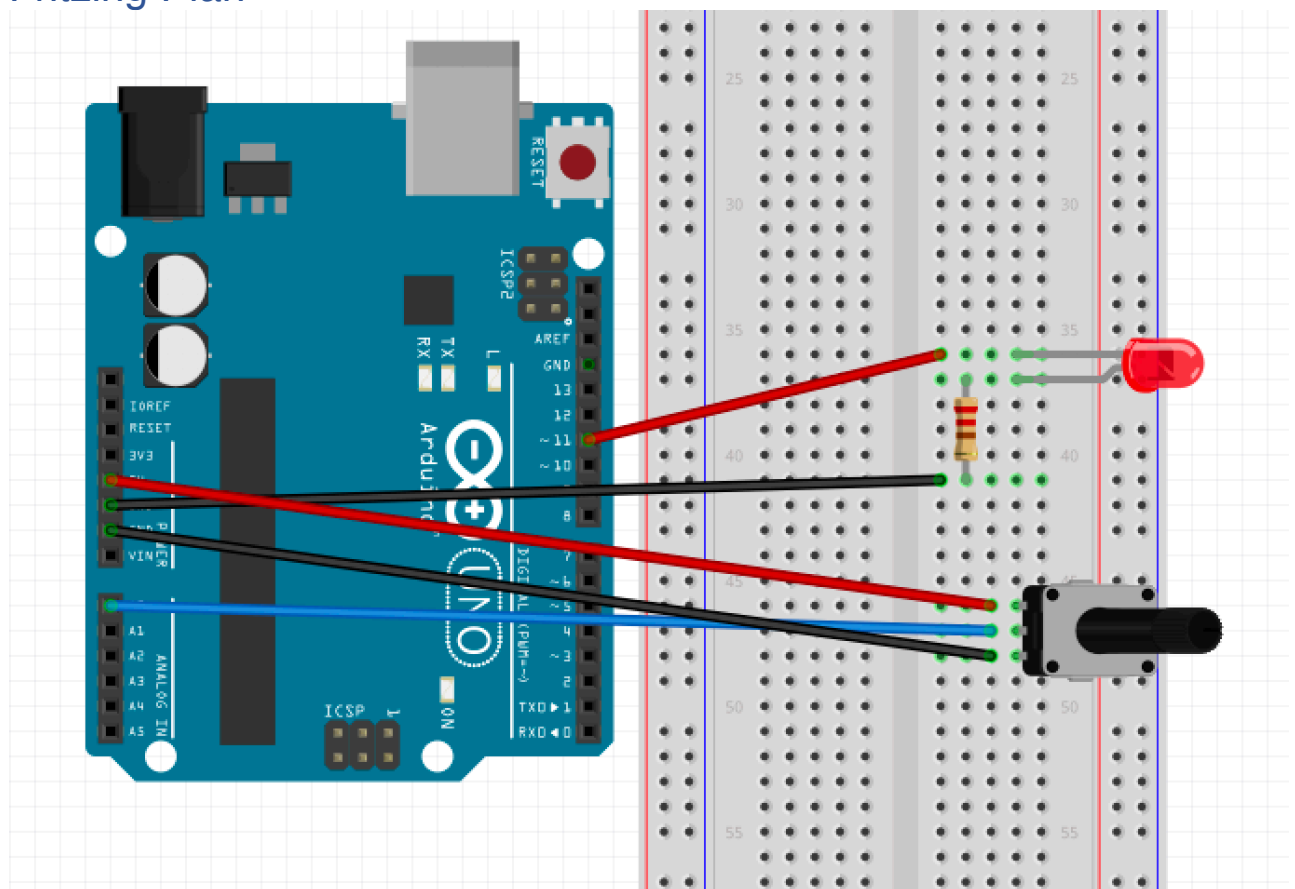 Fritzing Plan
25
25
30
30
35
35
40
40
45
45
50
50
55
55
RESET
ICSP2
AREF
GND
13
12
~11
~10
8
7
~6
~5
4
~3
2
TXD▶1
RXD◀0
RX
TX
L
IOREF
RESET
3V3
VIN
POWER
A1
A2
A3
A4
A5
ANALOG IN
Arduino
UNO
DIGITAL (PWM=~)
ICSP
1
ON